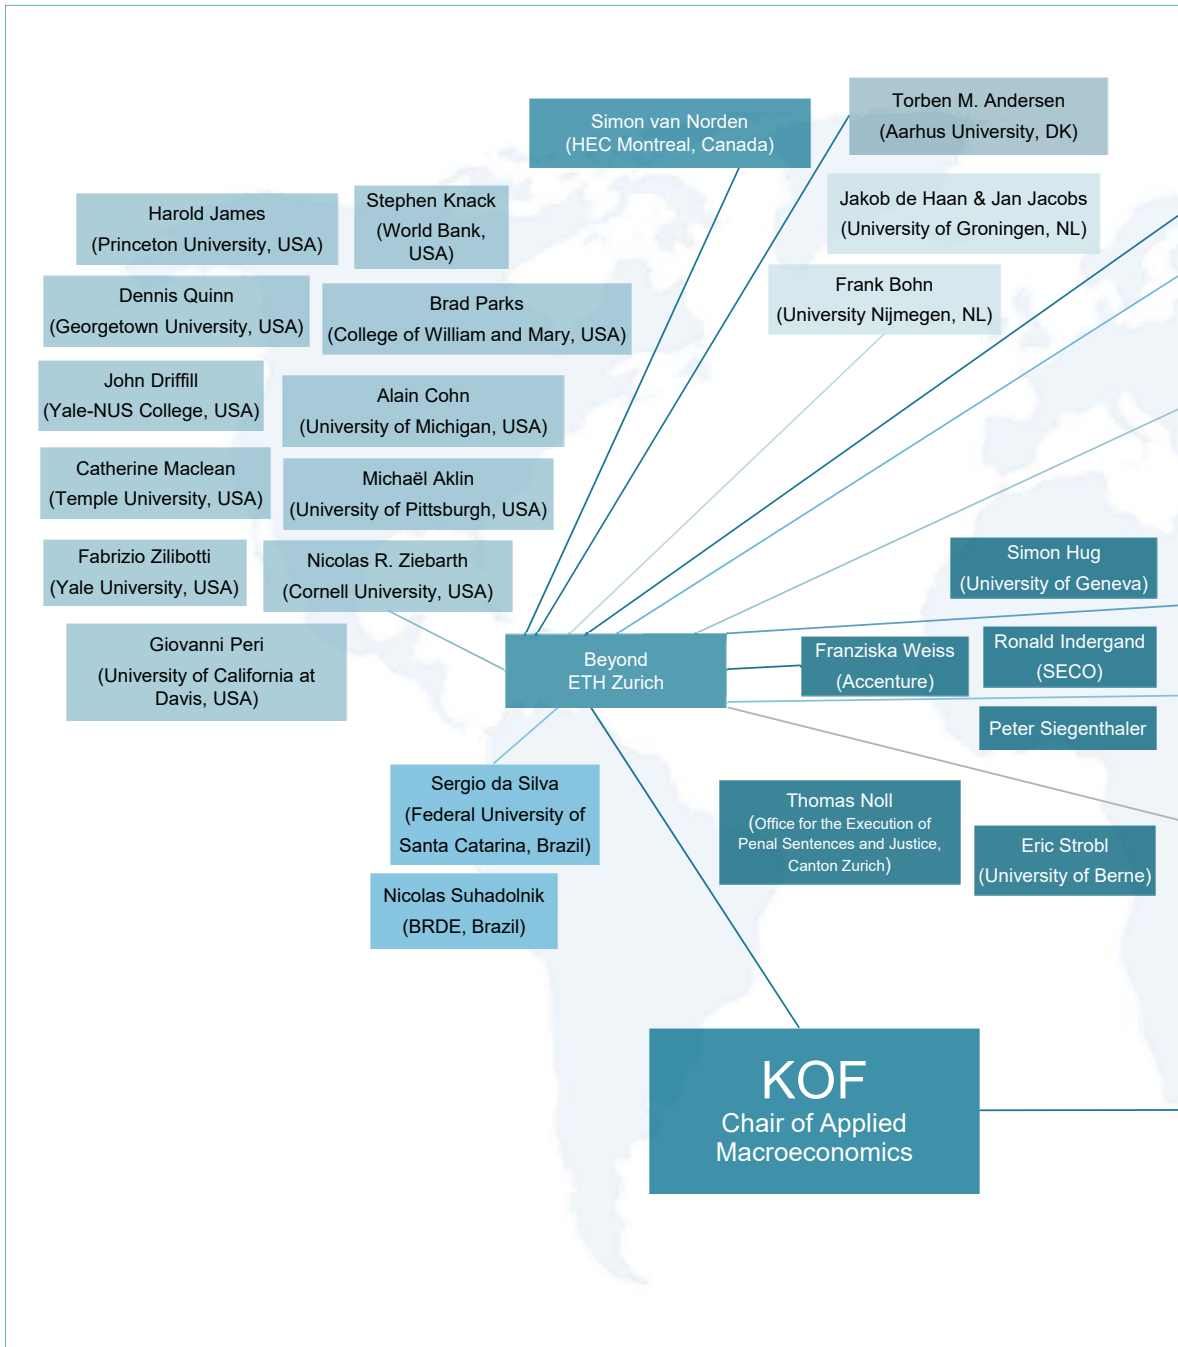 Simon van Norden
(HEC Montreal, Canada)
Torben M. Andersen
(Aarhus University, DK)
Jakob de Haan & Jan Jacobs
(University of Groningen, NL)
Frank Bohn
(University Nijmegen, NL)
Harold James
(Princeton University, USA)
Stephen Knack
(World Bank,
USA)
Dennis Quinn
(Georgetown University, USA)
Brad Parks
(College of William and Mary, USA)
John Driffill
(Yale-NUS College, USA)
Alain Cohn
(University of Michigan, USA)
Catherine Maclean
(Temple University, USA)
Michaël Aklin
(University of Pittsburgh, USA)
Fabrizio Zilibotti
(Yale University, USA)
Nicolas R. Ziebarth
(Cornell University, USA)
Giovanni Peri
(University of California at
Davis, USA)
Beyond
ETH Zurich
Simon Hug
(University of Geneva)
Franziska Weiss
(Accenture)
Ronald Indergand
(SECO)
Peter Siegenthaler
Sergio da Silva
(Federal University of
Santa Catarina, Brazil)
Nicolas Suhadolnik
(BRDE, Brazil)
Thomas Noll
(Office for the Execution of
Penal Sentences and Justice,
Canton Zurich)
Eric Strobl
(University of Berne)
KOF
Chair of Applied
Macroeconomics